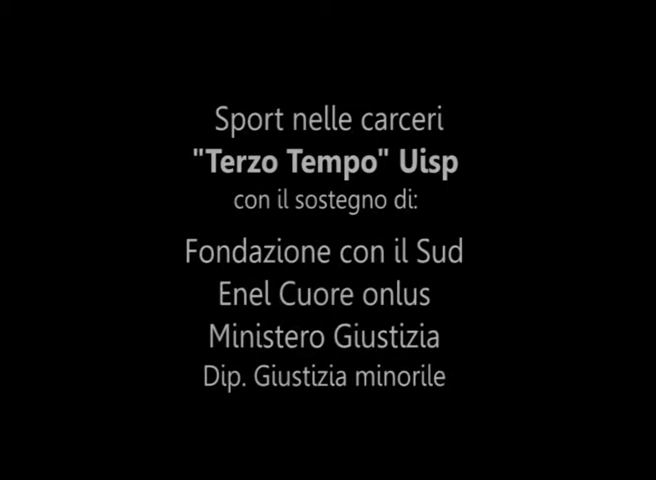 Sport nelle carceri
"Terzo Tempo" Uisp
con il sostegno di:
Fondazione con il Sud
Enel Cuore onlus
Ministero Giustizia
Dip. Giustizia minorile